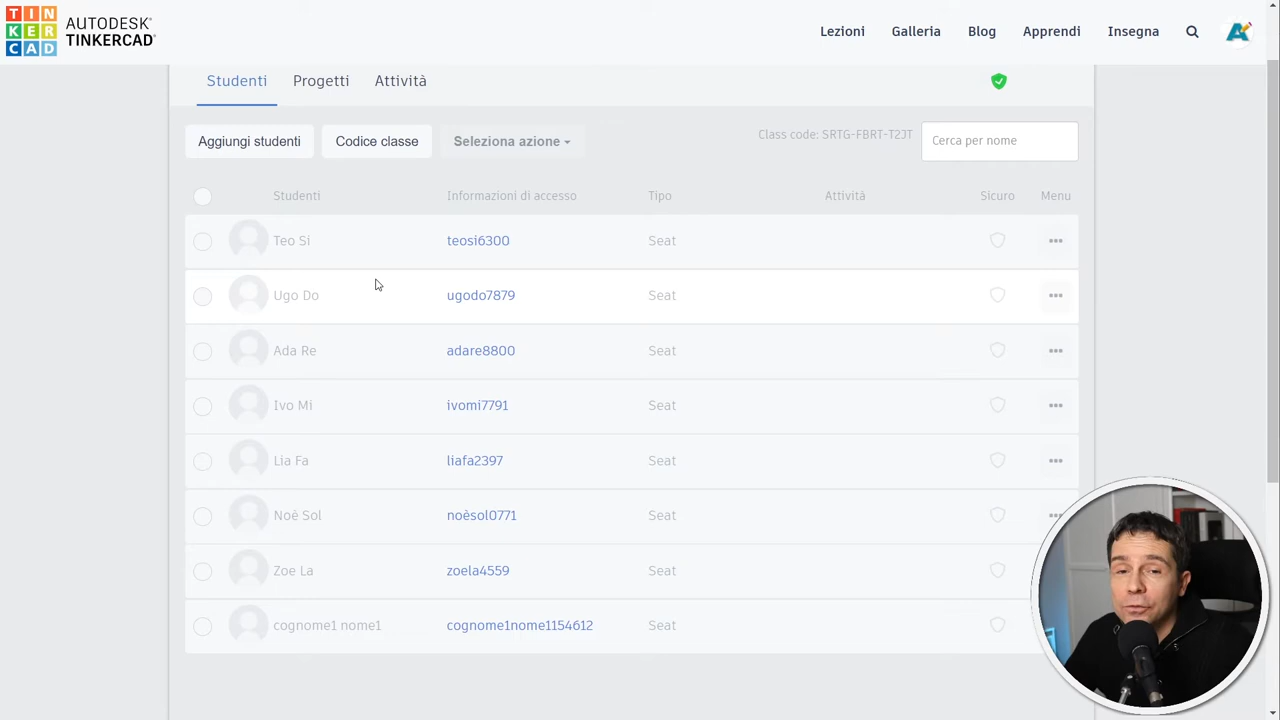 TIN
KER
CAD
AUTODESK®
TINKERCAD®
Lezioni Galleria Blog Apprendi Insegna
Studenti Progetti Attività
Aggiungi studenti Codice classe Seleziona azione Class code: SRTG-FBRT-T2JT Cerca per nome
Studenti Informazioni di accesso Tipo Attività Sicuro Menu
Teo Si teosi6300 Seat
Ugo Do ugodo7879 Seat
Ada Re adare8800 Seat
Ivo Mi ivomi7791 Seat
Lia Fa liafa2397 Seat
Noè Sol noèsol0771 Seat
Zoe La zoela4559 Seat
cognome1 nome1 cognome1nome1154612 Seat